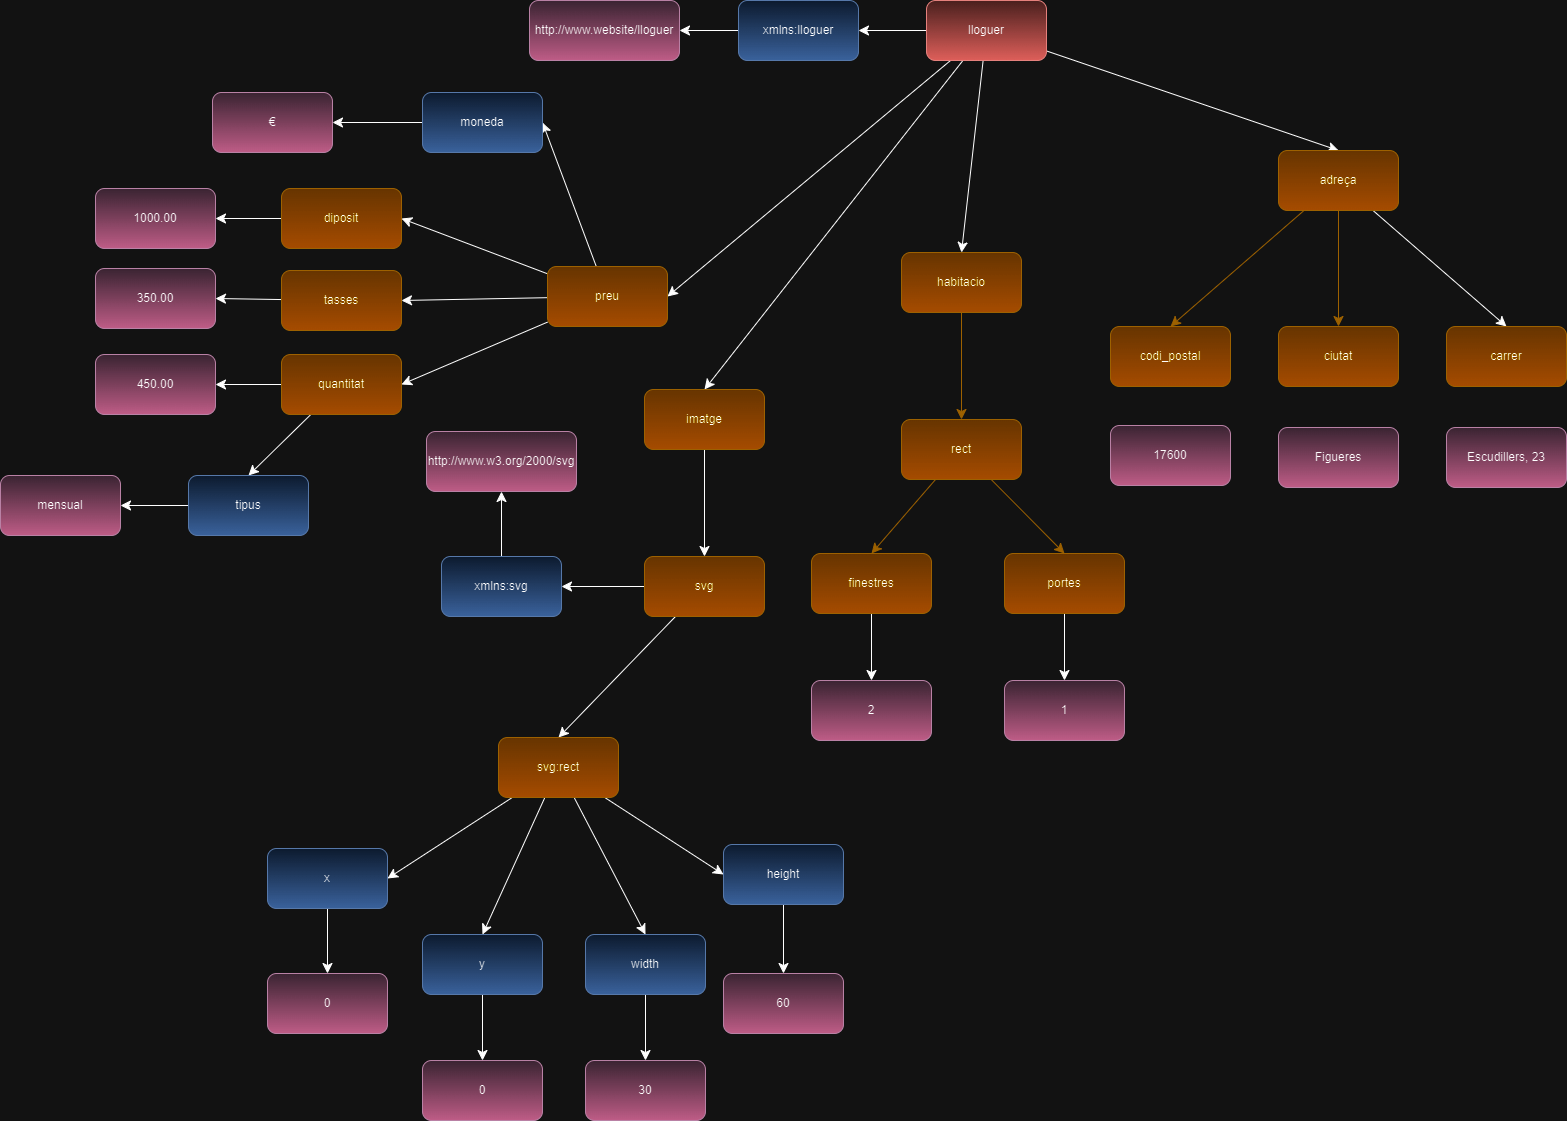 http://www.website/lloguer
xmlns:lloguer
lloguer
€
moneda
adreça
1000.00
diposit
350.00
tasses
preu
habitacio
450.00
quantitat
codi_postal
ciutat
carrer
imatge
rect
http://www.w3.org/2000/svg
17600
Figueres
Escudillers, 23
mensual
tipus
xmlns:svg
svg
finestres
portes
2
1
svg:rect
x
height
y
width
0
60
0
30